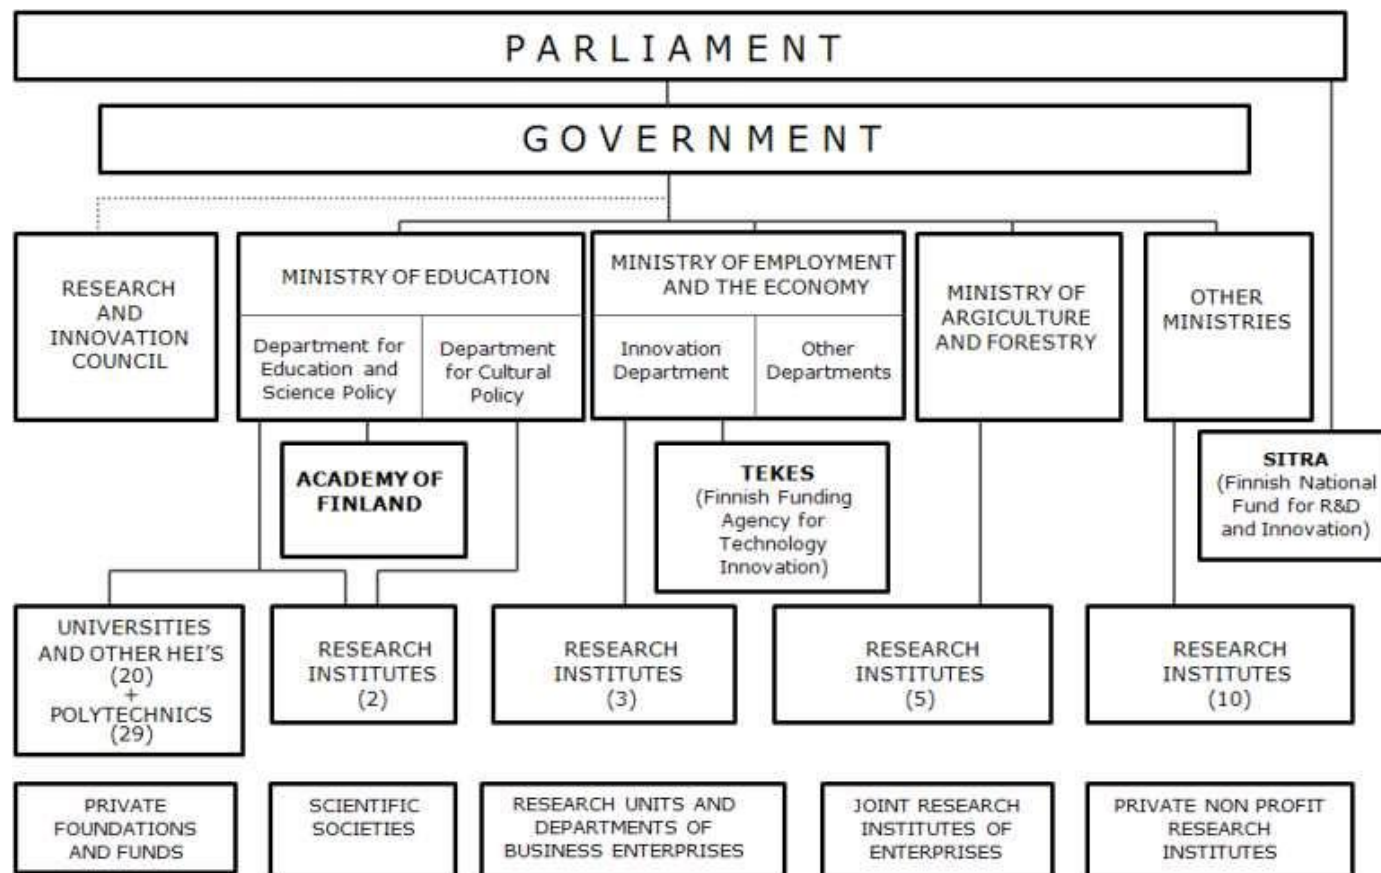 PARLIAMENT
GOVERNMENT
RESEARCH
AND
INNOVATION
COUNCIL
MINISTRY OF EDUCATION
Department for
Education and
Science Policy
Department
for Cultural
Policy
MINISTRY OF EMPLOYMENT
AND THE ECONOMY
Innovation
Department
Other
Departments
MINISTRY OF
ARGICULTURE
AND FORESTRY
OTHER
MINISTRIES
ACADEMY OF
FINLAND
TEKES
(Finnish Funding
Agency for
Technology
Innovation)
SITRA
(Finnish National
Fund for R&D
and Innovation)
UNIVERSITIES
AND OTHER HEI'S
(20)
+
POLYTECHNICS
(29)
RESEARCH
INSTITUTES
(2)
RESEARCH
INSTITUTES
(3)
RESEARCH
INSTITUTES
(5)
RESEARCH
INSTITUTES
(10)
PRIVATE
FOUNDATIONS
AND FUNDS
SCIENTIFIC
SOCIETIES
RESEARCH UNITS AND
DEPARTMENTS OF
BUSINESS ENTERPRISES
JOINT RESEARCH
INSTITUTES OF
ENTERPRISES
PRIVATE NON PROFIT
RESEARCH
INSTITUTES